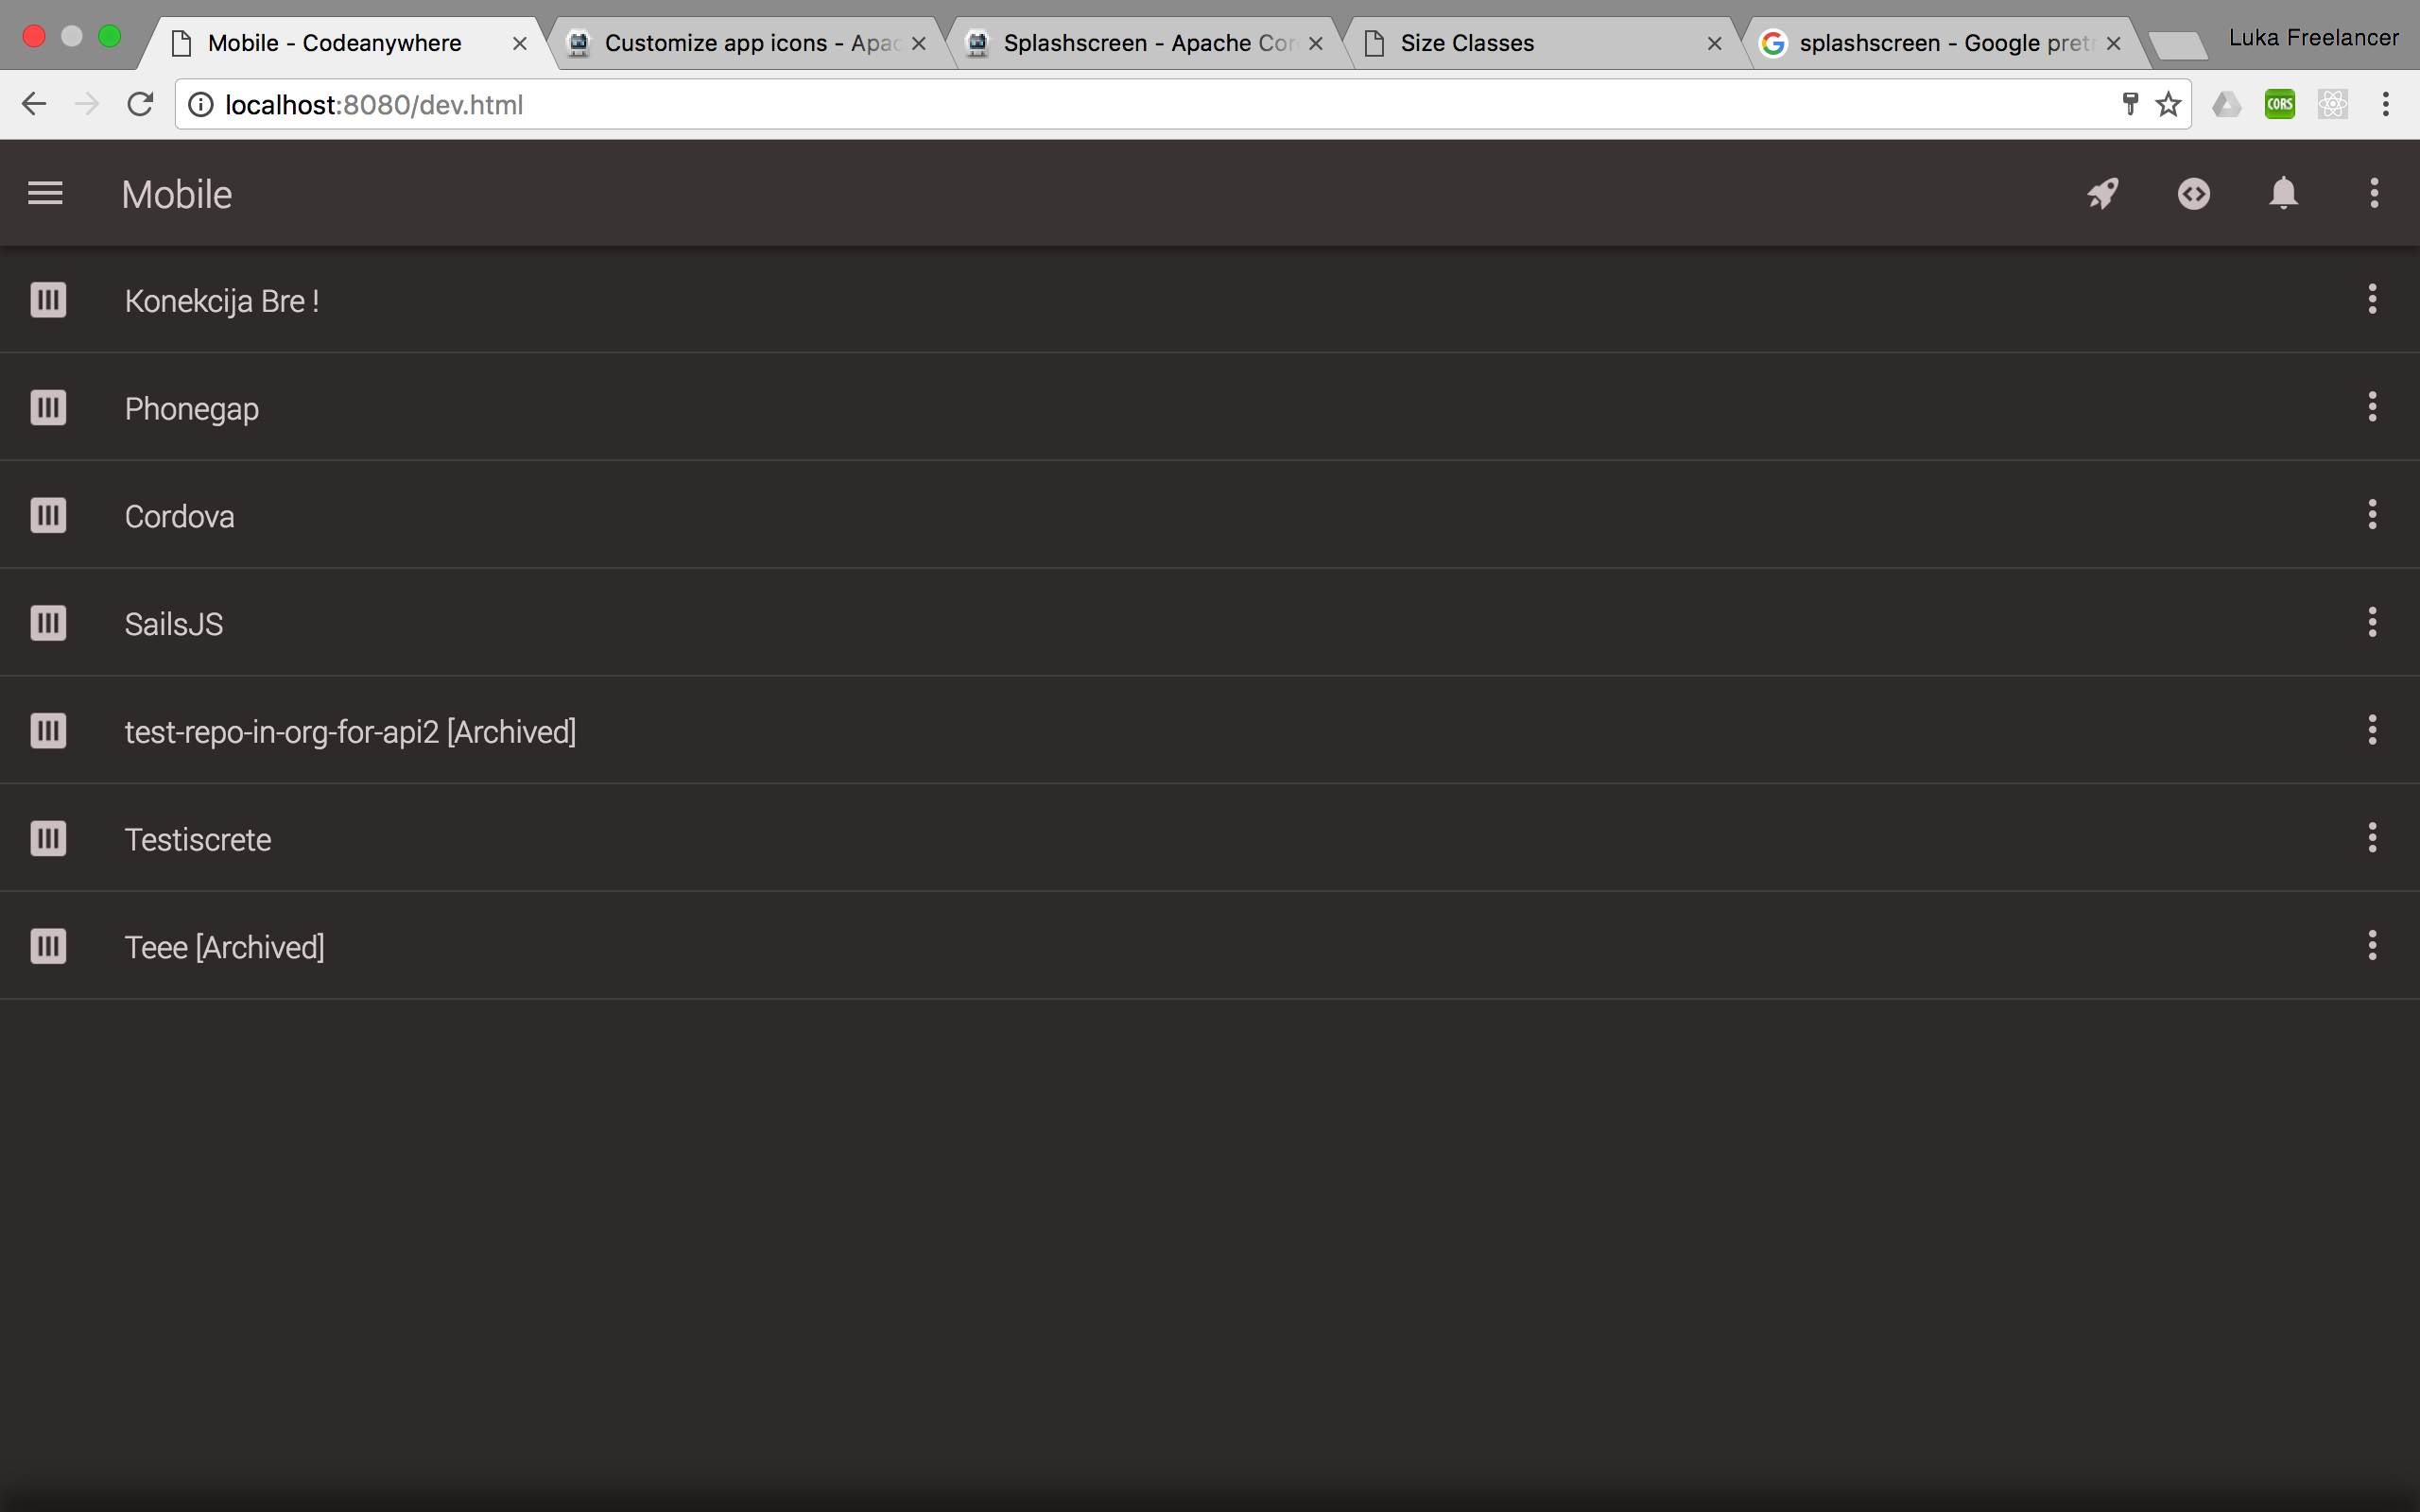 Mobile - Codeanywhere
Customize app icons - Apac
Splashscreen - Apache Cor
Size Classes
splashscreen - Google pretr
Luka Freelancer
localhost:8080/dev.html
CORS
Mobile
Konekcija Bre !
Phonegap
Cordova
SailsJS
test-repo-in-org-for-api2 [Archived]
Testiscrete
Teee [Archived]